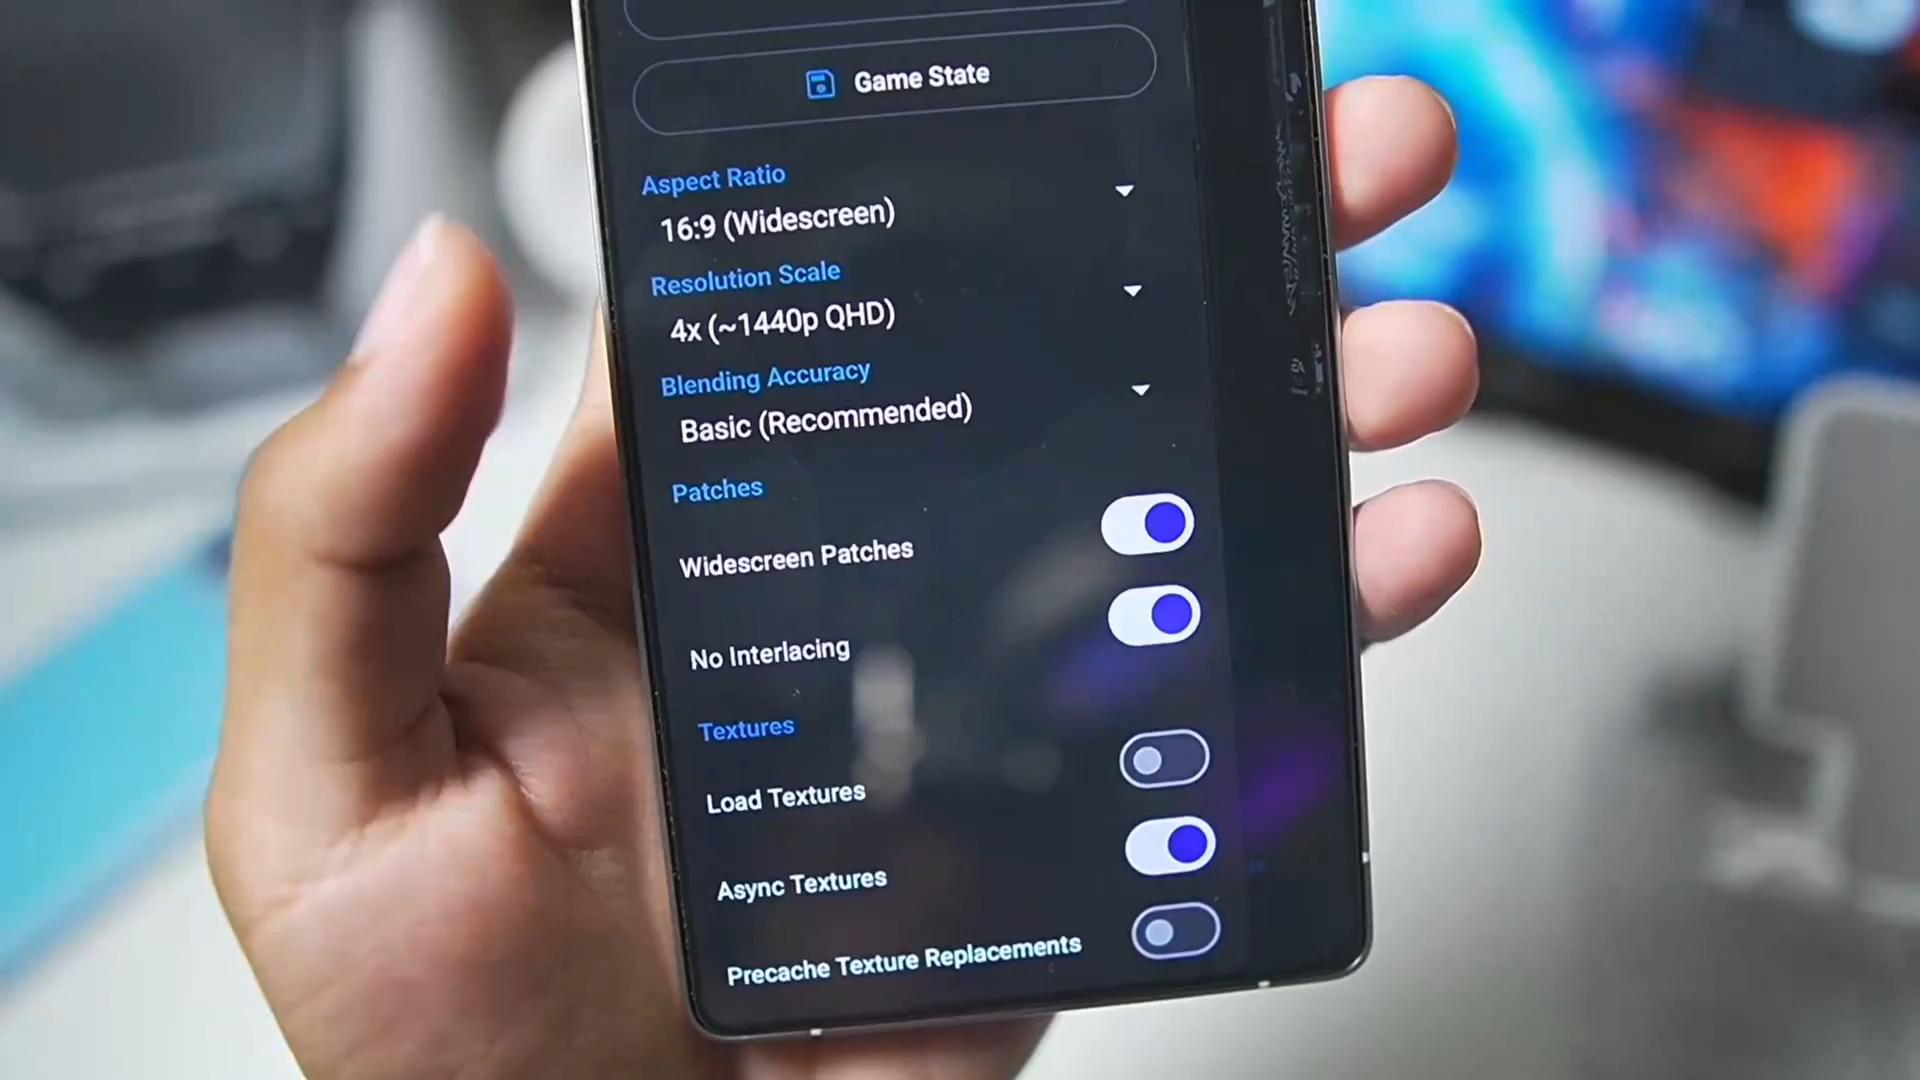 Game State
Aspect Ratio
16:9 (Widescreen)
Resolution Scale
4x (~1440p QHD)
Blending Accuracy
Basic (Recommended)
Patches
Widescreen Patches
No Interlacing
Textures
Load Textures
Async Textures
Precache Texture Replacements